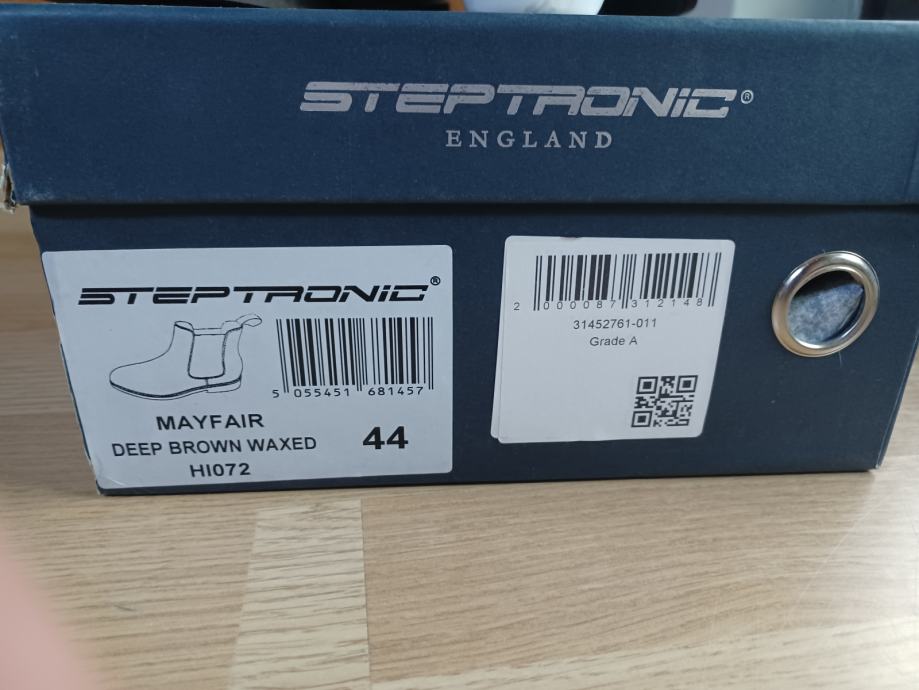 STEPTRONIC®
ENGLAND
STEPTRONIC®
5 055451 681457
MAYFAIR
DEEP BROWN WAXED
HI072
44
2 000087 312148
31452761-011
Grade A